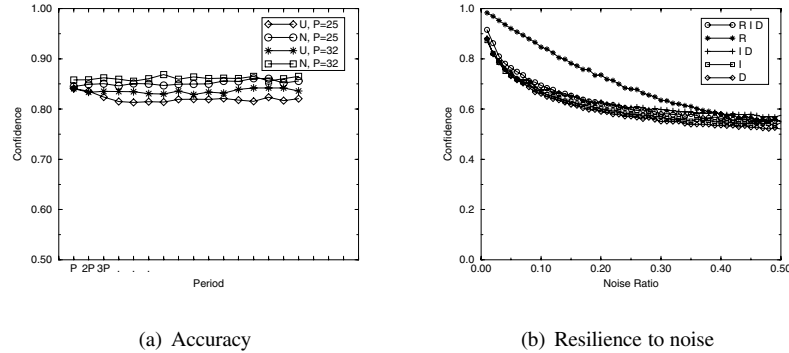 1.00
0.90
0.80
0.70
0.60
0.50
Confidence
P 2P 3P . . .
Period
U, P=25
N, P=25
U, P=32
N, P=32
(a) Accuracy
1.0
0.8
0.6
0.4
0.2
0.0
Confidence
0.00 0.10 0.20 0.30 0.40 0.50
Noise Ratio
R I D
R
I D
I
D
(b) Resilience to noise